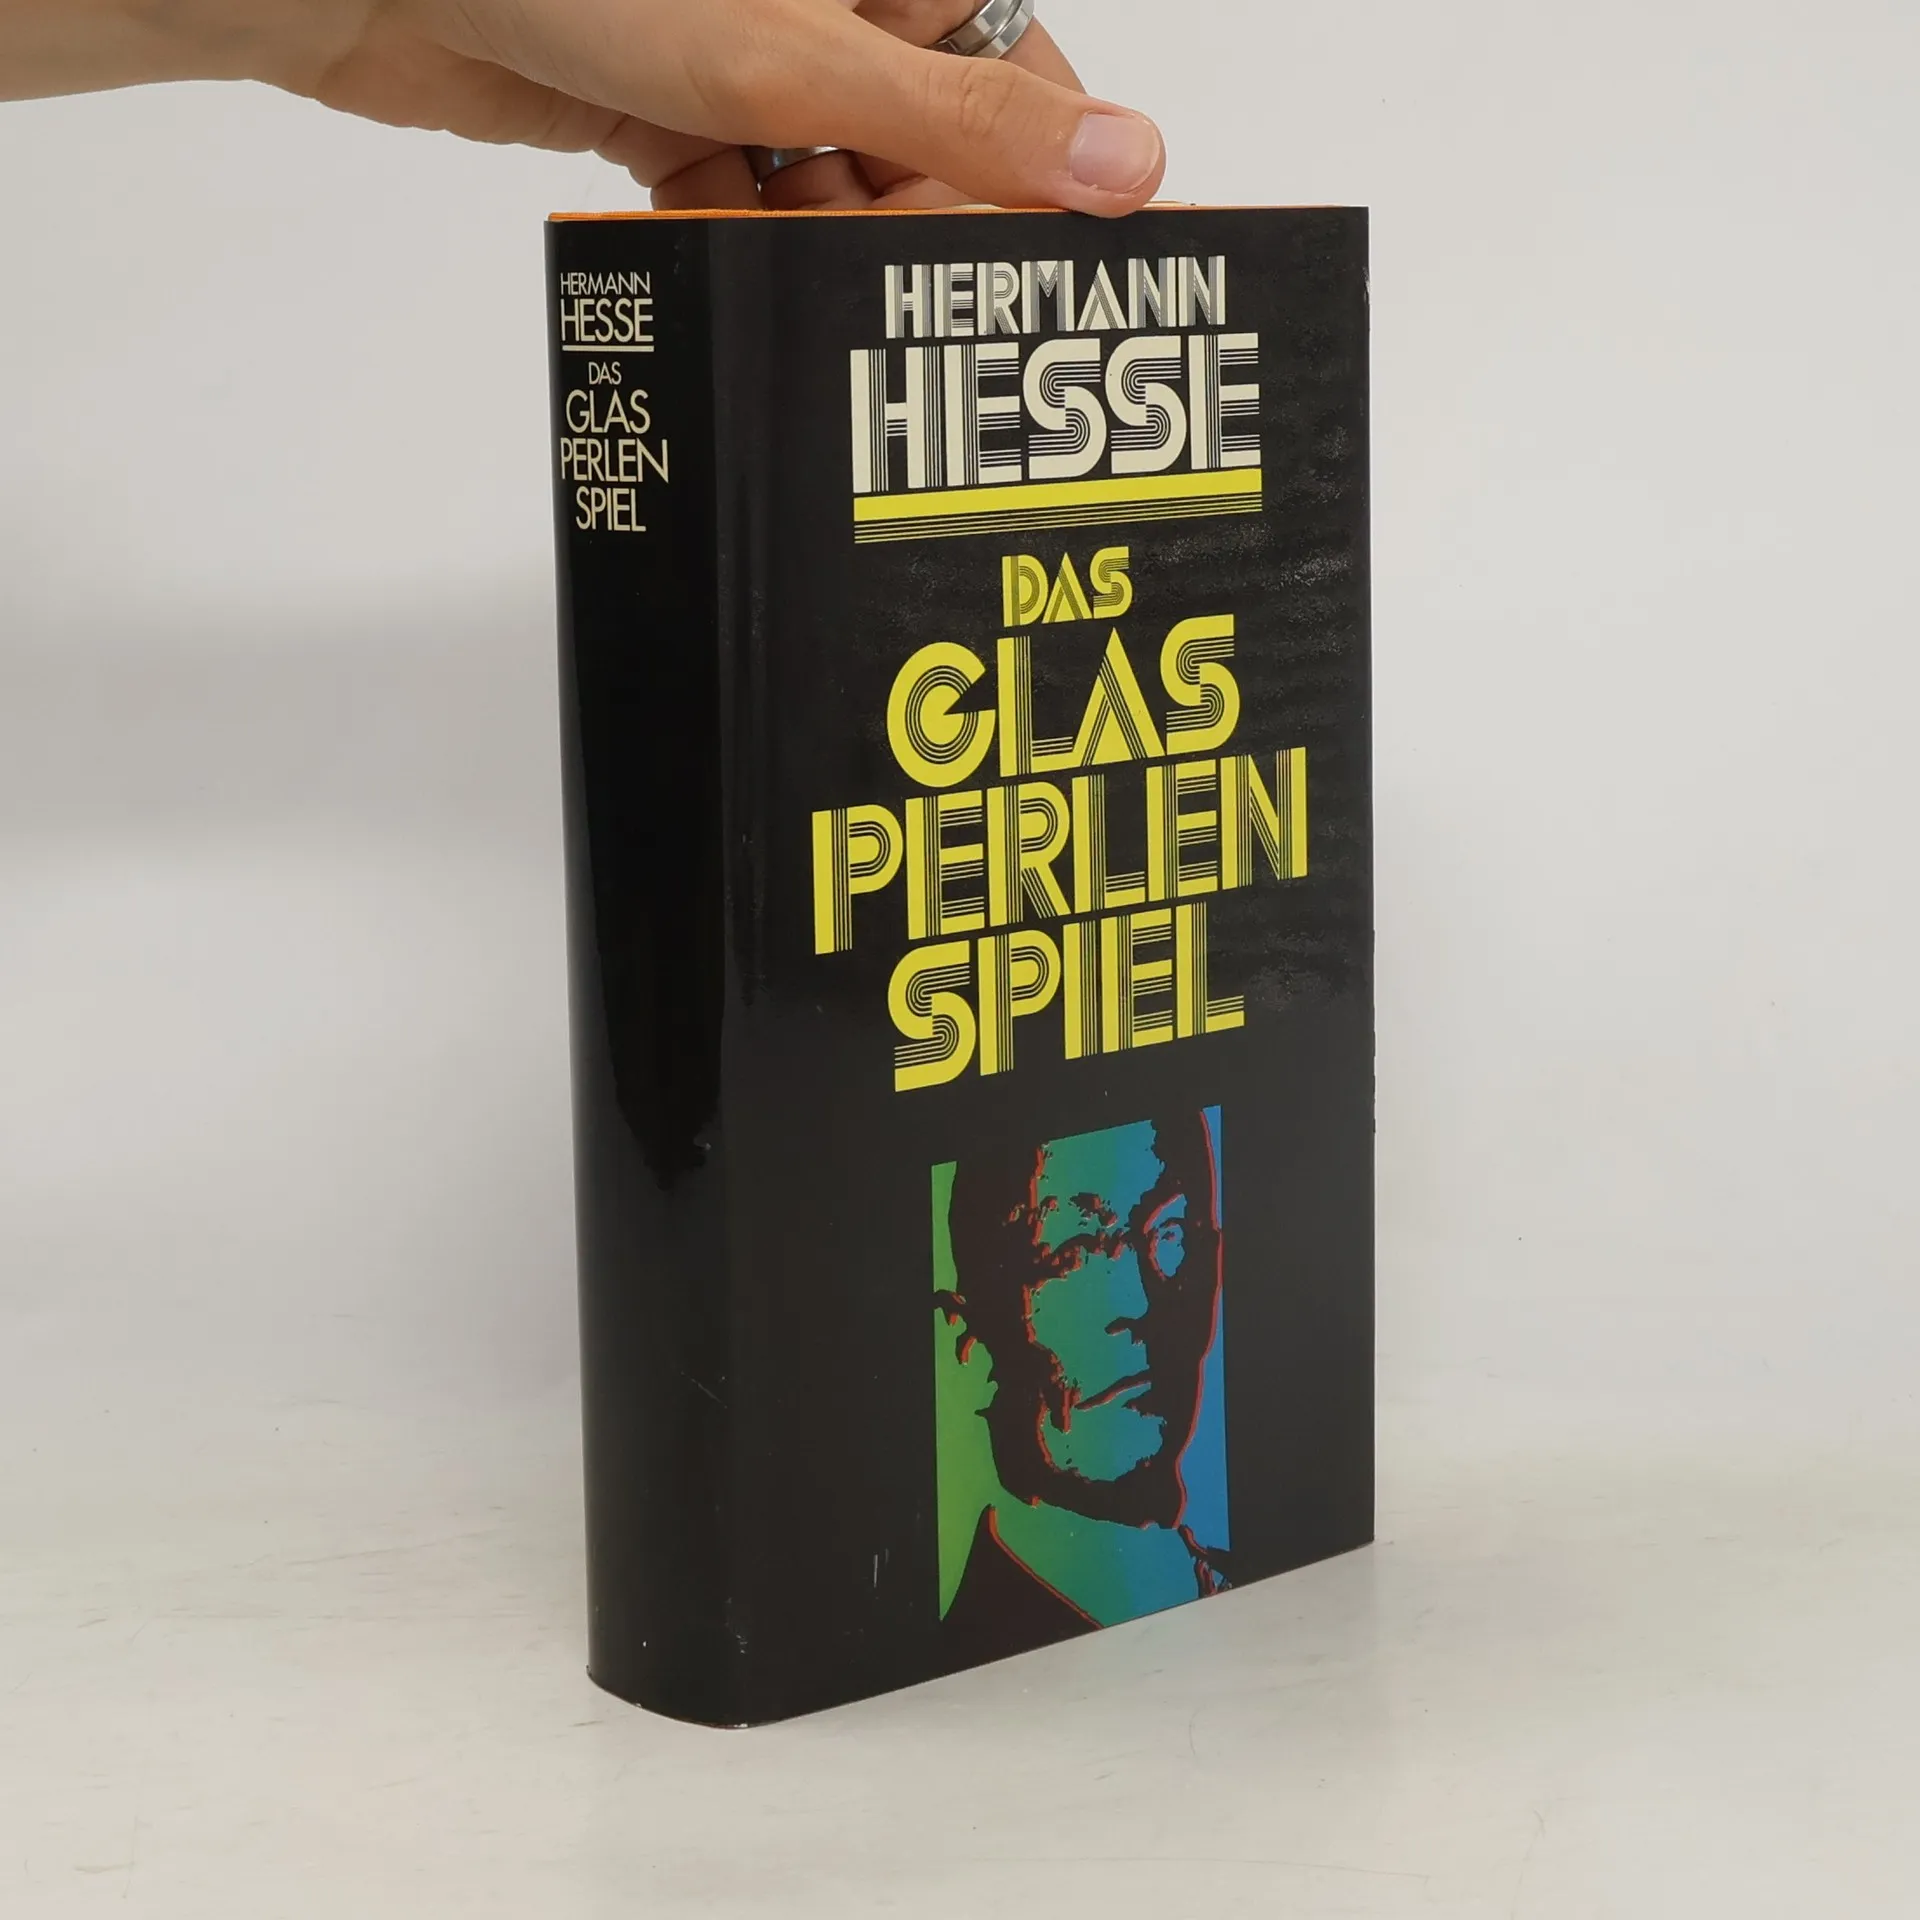 HERMANN
HESSE
DAS
GLAS
PERLEN
SPIEL
HERMANN
HESSE
DAS
GLAS
PERLEN
SPIEL